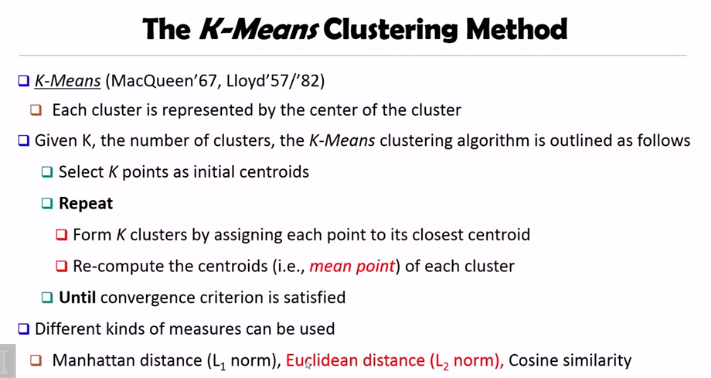 The K-Means Clustering Method
K-Means (MacQueen'67, Lloyd'57/'82)
Each cluster is represented by the center of the cluster
Given K, the number of clusters, the K-Means clustering algorithm is outlined as follows
Select K points as initial centroids
Repeat
Form K clusters by assigning each point to its closest centroid
Re-compute the centroids (i.e., mean point) of each cluster
Until convergence criterion is satisfied
Different kinds of measures can be used
Manhattan distance (L₁ norm), Euclidean distance (L₂ norm), Cosine similarity